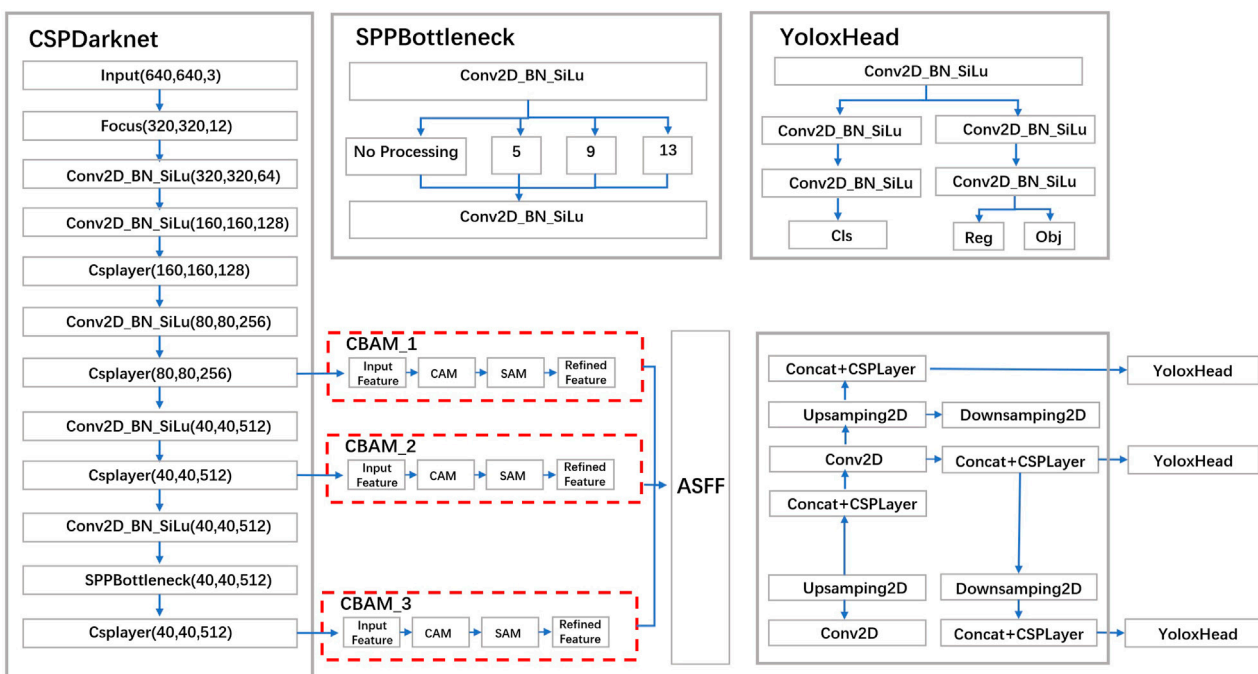 CSPDarknet
Input(640,640,3)
Focus(320,320,12)
Conv2D_BN_SiLu(320,320,64)
Conv2D_BN_SiLu(160,160,128)
Csplayer(160,160,128)
Conv2D_BN_SiLu(80,80,256)
Csplayer(80,80,256)
Conv2D_BN_SiLu(40,40,512)
Csplayer(40,40,512)
Conv2D_BN_SiLu(40,40,512)
SPPBottleneck(40,40,512)
Csplayer(40,40,512)
SPPBottleneck
Conv2D_BN_SiLu
No Processing
5
9
13
Conv2D_BN_SiLu
YoloxHead
Conv2D_BN_SiLu
Conv2D_BN_SiLu
Conv2D_BN_SiLu
Conv2D_BN_SiLu
Conv2D_BN_SiLu
Cls
Reg
Obj
CBAM_1
Input
Feature
CAM
SAM
Refined
Feature
CBAM_2
Input
Feature
CAM
SAM
Refined
Feature
CBAM_3
Input
Feature
CAM
SAM
Refined
Feature
ASFF
Concat+CSPLayer
YoloxHead
Upsamping2D
Downsamping2D
Conv2D
Concat+CSPLayer
YoloxHead
Concat+CSPLayer
Upsamping2D
Downsamping2D
Conv2D
Concat+CSPLayer
YoloxHead